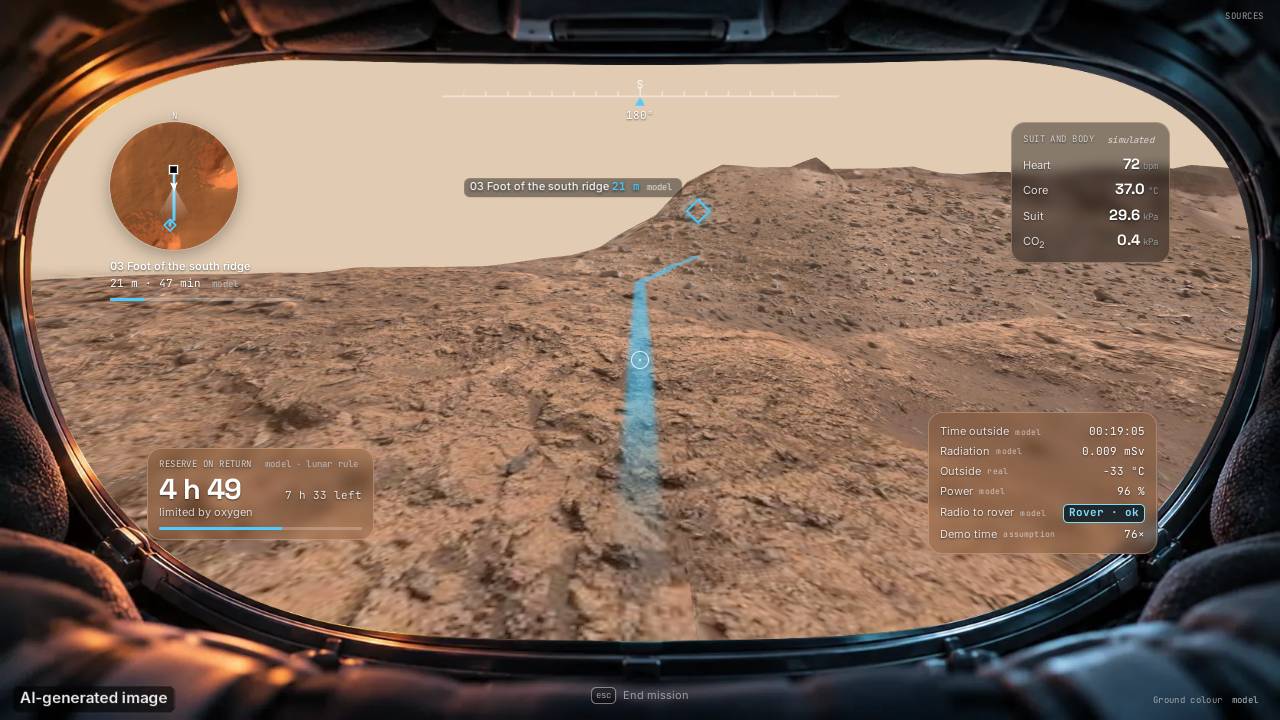 SOURCES
S
180°
N
SUIT AND BODY simulated
Heart 72 bpm
Core 37.0 °C
Suit 29.6 kPa
CO2 0.4 kPa
03 Foot of the south ridge 21 m model
03 Foot of the south ridge
21 m · 47 min model
RESERVE ON RETURN model · lunar rule
4 h 49 7 h 33 left
limited by oxygen
Time outside model 00:19:05
Radiation model 0.009 mSv
Outside real -33 °C
Power model 96 %
Radio to rover model Rover · ok
Demo time assumption 76×
AI-generated image
esc End mission
Ground colour model